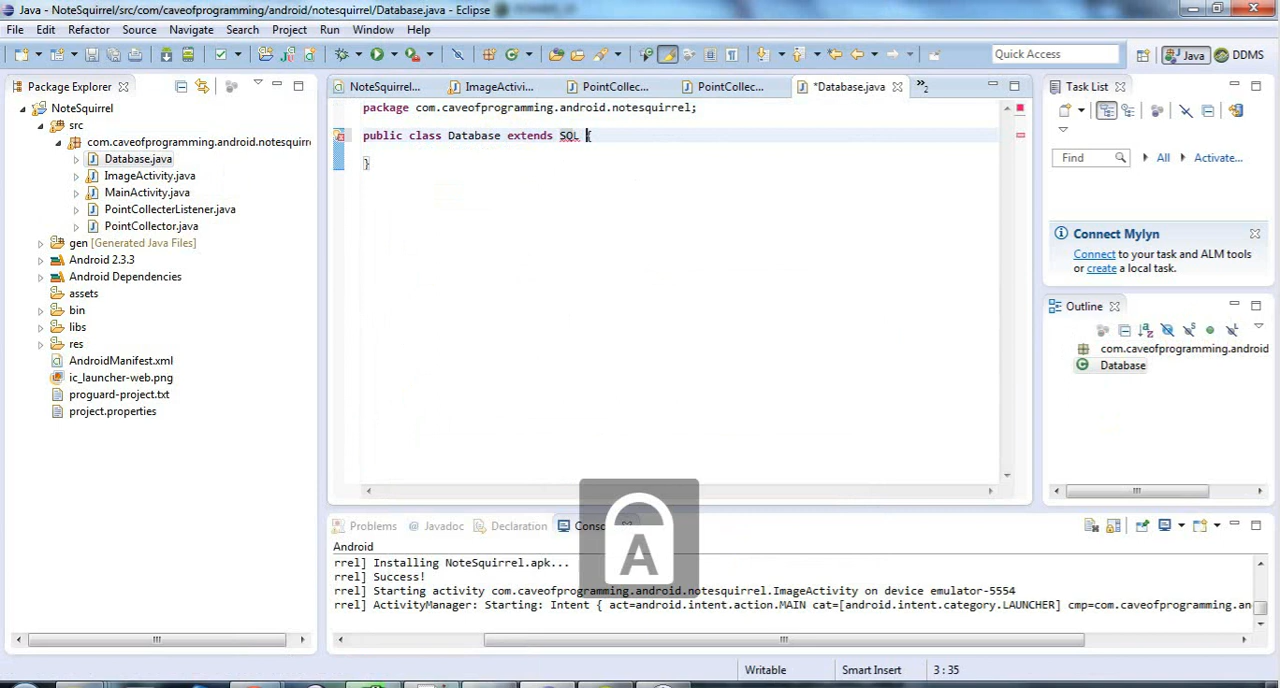 Java - NoteSquirrel/src/com/caveofprogramming/android/notesquirrel/Database.java - Eclipse
File Edit Refactor Source Navigate Search Project Run Window Help
Quick Access
Java
DDMS
Package Explorer
NoteSquirrel
src
com.caveofprogramming.android.notesquirr
Database.java
ImageActivity.java
MainActivity.java
PointCollecterListener.java
PointCollector.java
gen [Generated Java Files]
Android 2.3.3
Android Dependencies
assets
bin
libs
res
AndroidManifest.xml
ic_launcher-web.png
proguard-project.txt
project.properties
NoteSquirrel... ImageActivi... PointCollec... PointCollec... *Database.java »2
package com.caveofprogramming.android.notesquirrel;
public class Database extends SQL {
}
Task List
Find
All
Activate...
Connect Mylyn
Connect to your task and ALM tools
or create a local task.
Outline
com.caveofprogramming.android
Database
A
Problems @ Javadoc Declaration Conso
Android
rrel] Installing NoteSquirrel.apk...
rrel] Success!
rrel] Starting activity com.caveofprogramming.android.notesquirrel.ImageActivity on device emulator-5554
rrel] ActivityManager: Starting: Intent { act=android.intent.action.MAIN cat=[android.intent.category.LAUNCHER] cmp=com.caveofprogramming.an
Writable
Smart Insert
3 : 35